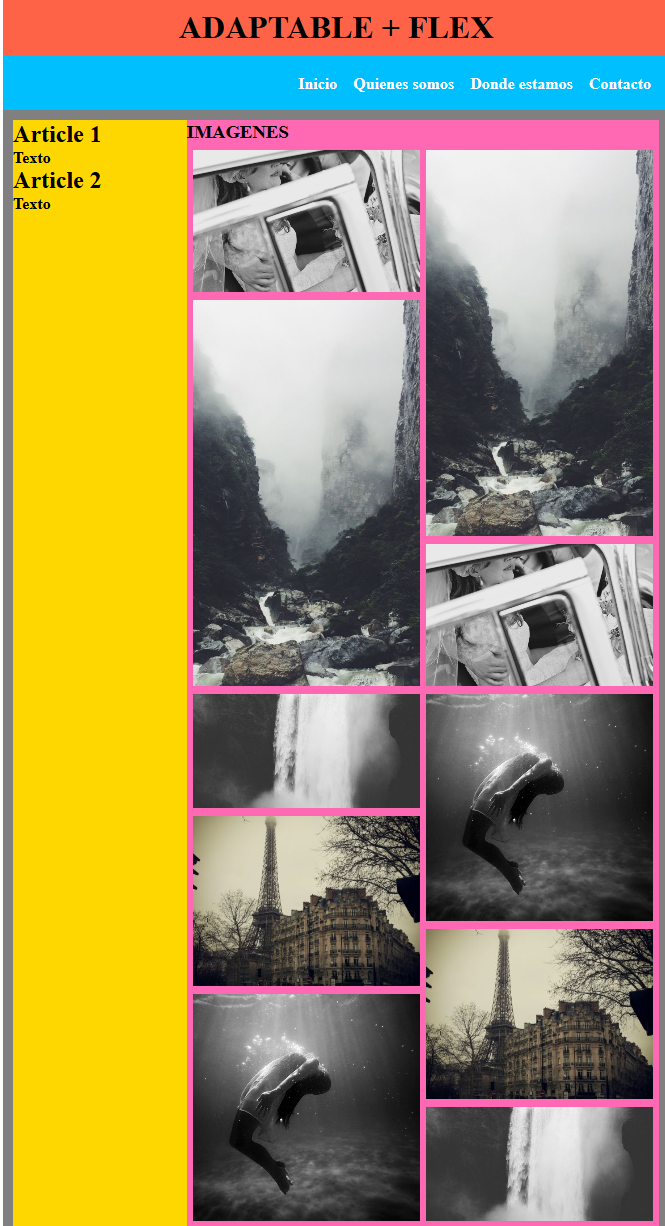 ADAPTABLE + FLEX
Inicio Quienes somos Donde estamos Contacto
Article 1
Texto
Article 2
Texto
IMAGENES